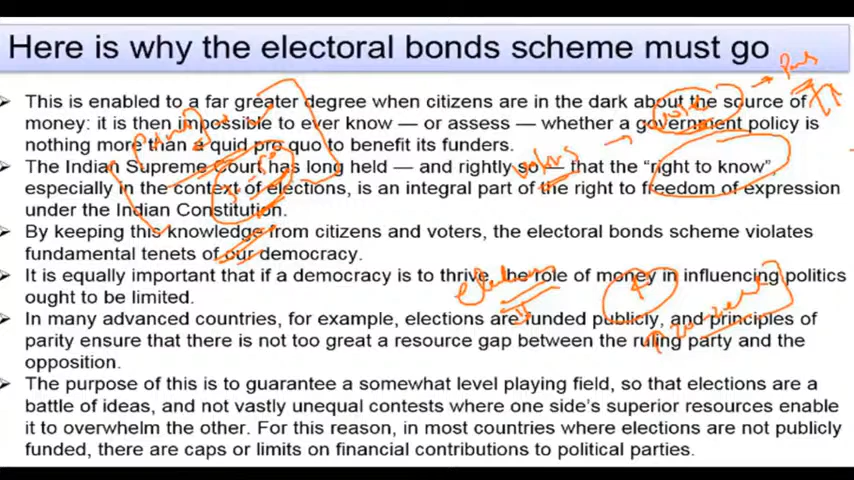 Here is why the electoral bonds scheme must go
This is enabled to a far greater degree when citizens are in the dark about the source of
money: it is then impossible to ever know — or assess — whether a government policy is
nothing more than a quid pro quo to benefit its funders.
The Indian Supreme Court has long held — and rightly so — that the "right to know",
especially in the context of elections, is an integral part of the right to freedom of expression
under the Indian Constitution.
By keeping this knowledge from citizens and voters, the electoral bonds scheme violates
fundamental tenets of our democracy.
It is equally important that if a democracy is to thrive, the role of money in influencing politics
ought to be limited.
In many advanced countries, for example, elections are funded publicly, and principles of
parity ensure that there is not too great a resource gap between the ruling party and the
opposition.
The purpose of this is to guarantee a somewhat level playing field, so that elections are a
battle of ideas, and not vastly unequal contests where one side's superior resources enable
it to overwhelm the other. For this reason, in most countries where elections are not publicly
funded, there are caps or limits on financial contributions to political parties.